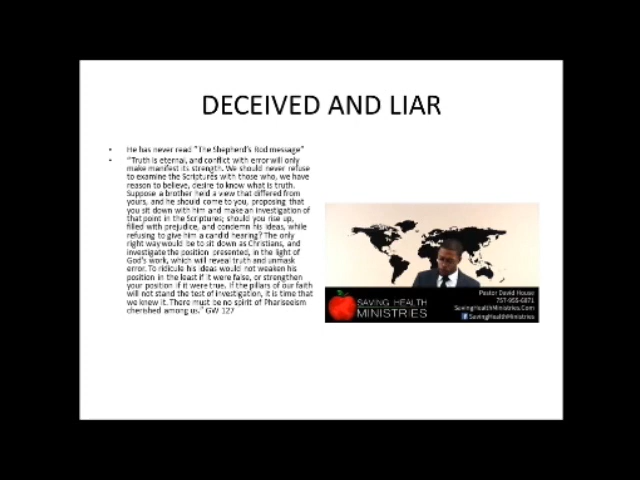 DECEIVED AND LIAR
• He has never read "The Shepherd's Rod message"
• "Truth is eternal, and conflict with error will only
make manifest its strength. We should never refuse
to examine the Scriptures with those who, we have
reason to believe, desire to know what is truth.
Suppose a brother held a view that differed from
yours, and he should come to you, proposing that
you sit down with him and make an investigation of
that point in the Scriptures; should you rise up,
filled with prejudice, and condemn his ideas, while
refusing to give him a candid hearing? The only
right way would be to sit down as Christians, and
investigate the position presented, in the light of
God's work, which will reveal truth and unmask
error. To ridicule his ideas would not weaken his
position in the least if it were false, or strengthen
your position if it were true. If the pillars of our faith
will not stand the test of investigation, it is time that
we knew it. There must be no spirit of Phariseeism
cherished among us." GW 127
SAVING HEALTH
MINISTRIES
Pastor David House
SavingHealthMinistries.Com
SavingHealthMinistries